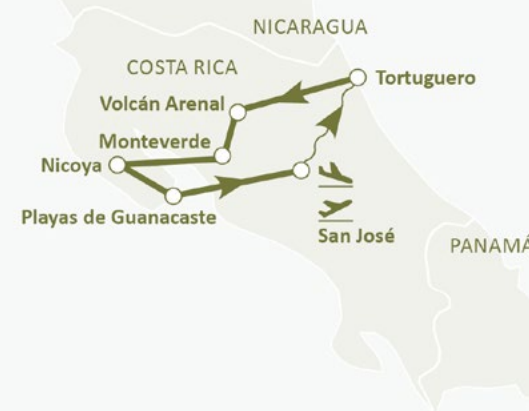 NICARAGUA
COSTA RICA
Tortuguero
Volcán Arenal
Monteverde
Nicoya
Playas de Guanacaste
San José
PANAMÁ